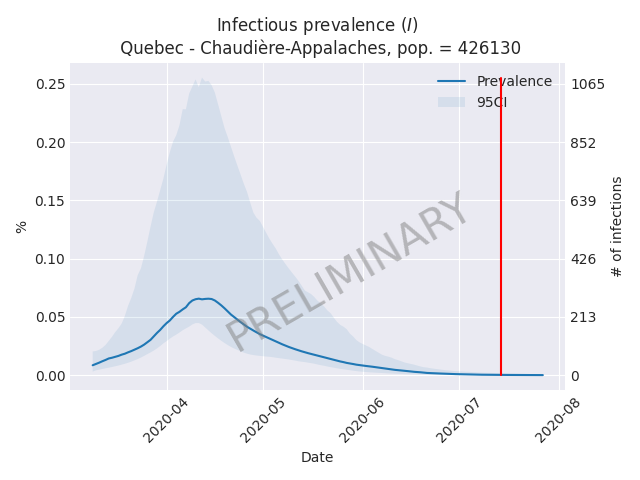 Infectious prevalence (I)
Quebec - Chaudière-Appalaches, pop. = 426130
Prevalence
95CI
0.25
0.20
0.15
0.10
0.05
0.00
%
1065
852
639
426
213
0
# of infections
PRELIMINARY
2020-04
2020-05
2020-06
2020-07
2020-08
Date